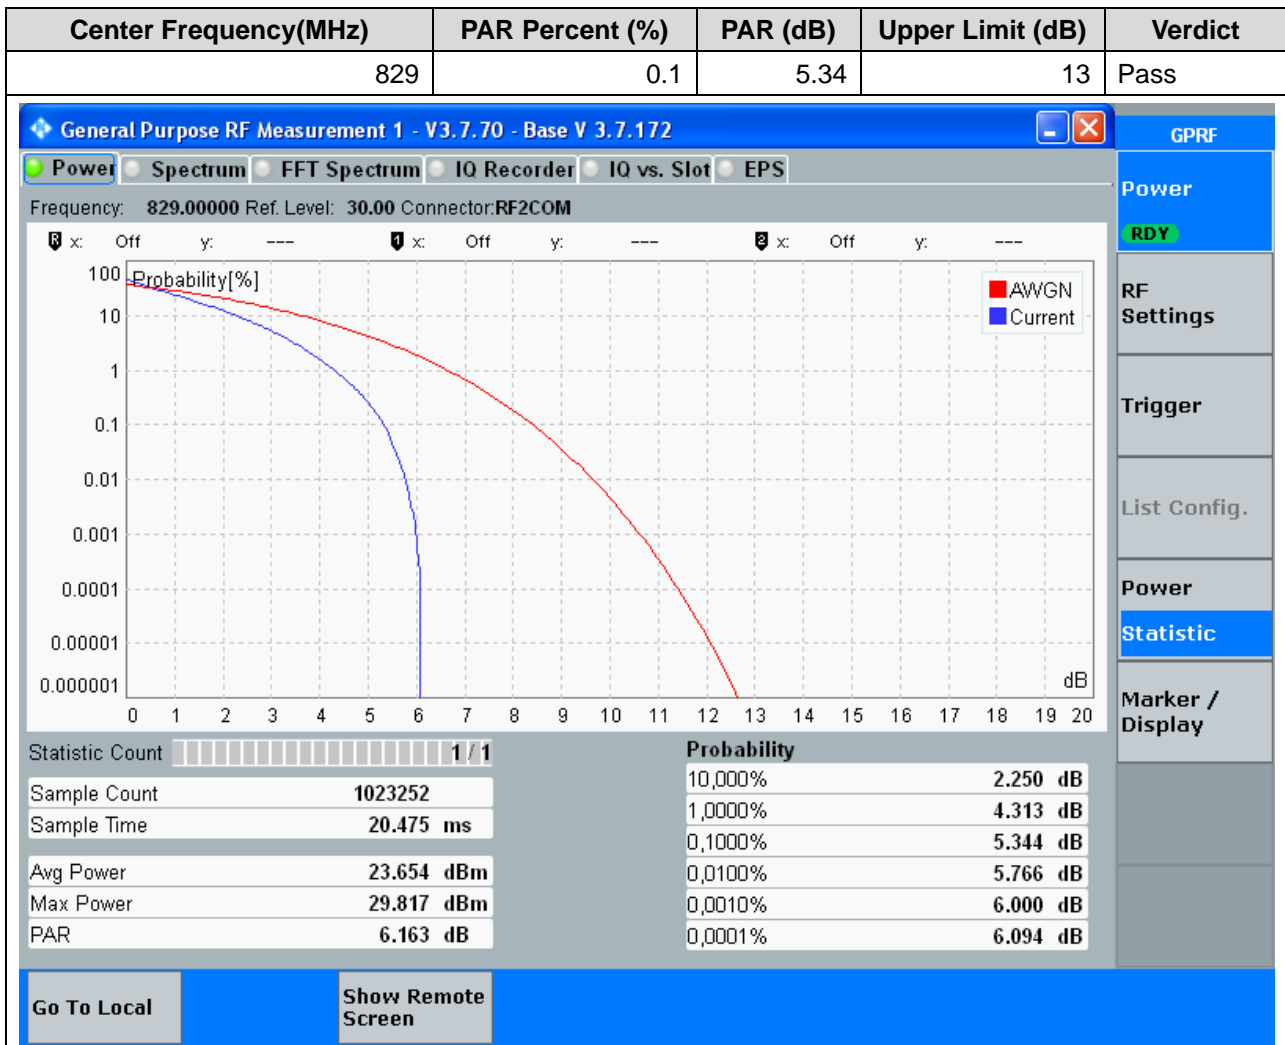 Center Frequency(MHz) PAR Percent (%) PAR (dB) Upper Limit (dB) Verdict
829 0.1 5.34 13 Pass
General Purpose RF Measurement 1 - V3.7.70 - Base V 3.7.172
GPRF
Power Spectrum FFT Spectrum IQ Recorder IQ vs. Slot EPS
Power
RDY
Frequency: 829.00000 Ref. Level: 30.00 Connector:RF2COM
R x: Off y: --- 1 x: Off y: --- 2 x: Off y: ---
Probability[%]
AWGN
Current
100
10
1
0.1
0.01
0.001
0.0001
0.00001
0.000001
dB
0 1 2 3 4 5 6 7 8 9 10 11 12 13 14 15 16 17 18 19 20
RF
Settings
Trigger
List Config.
Power
Statistic
Marker /
Display
Statistic Count 1 / 1
Sample Count 1023252
Sample Time 20.475 ms
Avg Power 23.654 dBm
Max Power 29.817 dBm
PAR 6.163 dB
Probability
10,000% 2.250 dB
1,0000% 4.313 dB
0,1000% 5.344 dB
0,0100% 5.766 dB
0,0010% 6.000 dB
0,0001% 6.094 dB
Go To Local
Show Remote
Screen